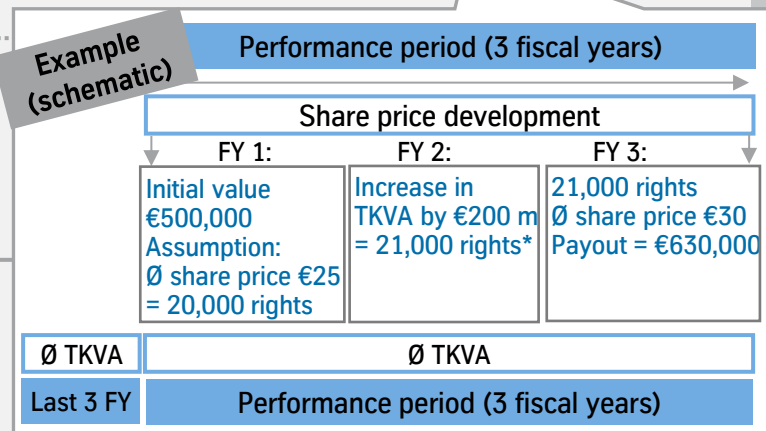 Example
(schematic)
Performance period (3 fiscal years)
Share price development
FY 1:
FY 2:
FY 3:
Initial value
€500,000
Assumption:
Ø share price €25
= 20,000 rights
Increase in
TKVA by €200 m
= 21,000 rights*
21,000 rights
Ø share price €30
Payout = €630,000
Ø TKVA
Ø TKVA
Last 3 FY
Performance period (3 fiscal years)